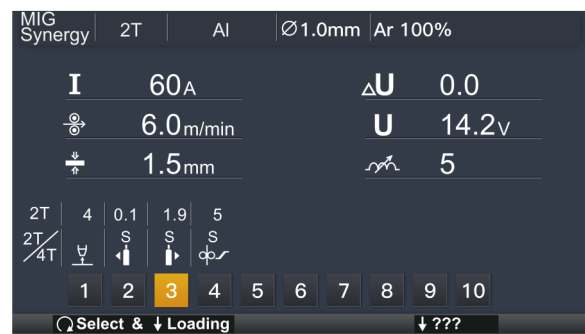 MIG
Synergy 2T Al Ø1.0mm Ar 100%
I 60A △U 0.0
6.0m/min U 14.2V
1.5mm 5
2T 4 0.1 1.9 5
2T/4T S S S
1 2 3 4 5 6 7 8 9 10
Select & ↓ Loading ↓ ???